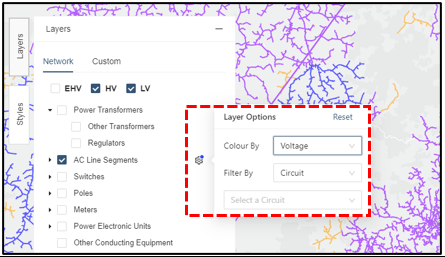 Layers
Styles
Layers
Network Custom
EHV HV LV
Power Transformers
Other Transformers
Regulators
AC Line Segments
Switches
Poles
Meters
Power Electronic Units
Other Conducting Equipment
Layer Options Reset
Colour By Voltage
Filter By Circuit
Select a Circuit